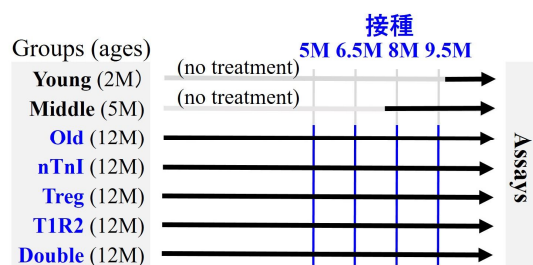 接種
Groups (ages)
5M 6.5M 8M 9.5M
Young (2M)
(no treatment)
Middle (5M)
(no treatment)
Old (12M)
nTnI (12M)
Treg (12M)
T1R2 (12M)
Double (12M)
Assays